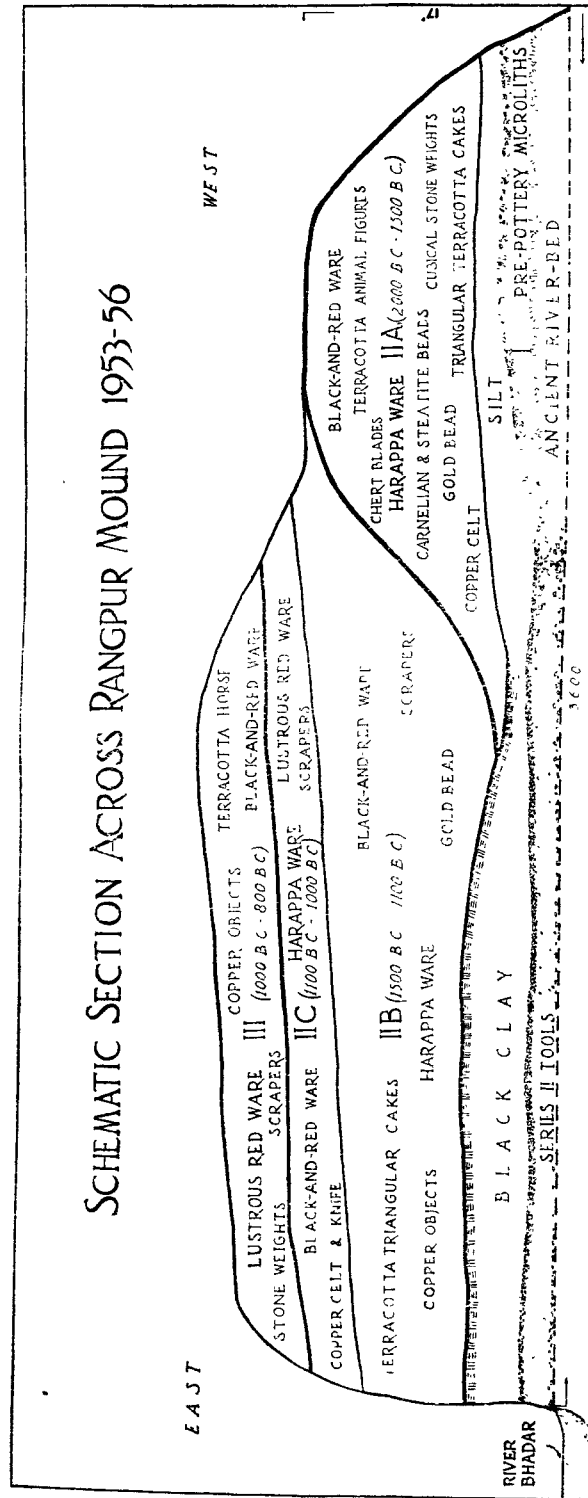 SCHEMATIC SECTION ACROSS RANGPUR MOUND 1953-56
EAST
WEST
COPPER OBJECTS
TERRACOTTA HORSE
LUSTROUS RED WARE
III (1000 B C - 800 B C)
BLACK-AND-RED WARE
STONE WEIGHTS
SCRAPERS
LUSTROUS RED WARE
BLACK-AND-RED WARE
IIC (1100 B C - 1000 B C)
HARAPPA WARE
SCRAPERS
COPPER CELT & KNIFE
BLACK-AND-RED WARE
TERRACOTTA TRIANGULAR CAKES
IIB (1500 B C 1100 B C)
SCRAPERS
COPPER OBJECTS
HARAPPA WARE
GOLD BEAD
BLACK-AND-RED WARE
TERRACOTTA ANIMAL FIGURES
CHERT BLADES
HARAPPA WARE IIA (2000 B C - 1500 B C)
CARNELIAN & STEATITE BEADS
CUBICAL STONE WEIGHTS
GOLD BEAD
TRIANGULAR TERRACOTTA CAKES
COPPER CELT
17'
BLACK CLAY
SILT
SERIES II TOOLS
I
PRE-POTTERY MICROLITHS
ANCIENT RIVER-BED
RIVER
BHADAR
3600